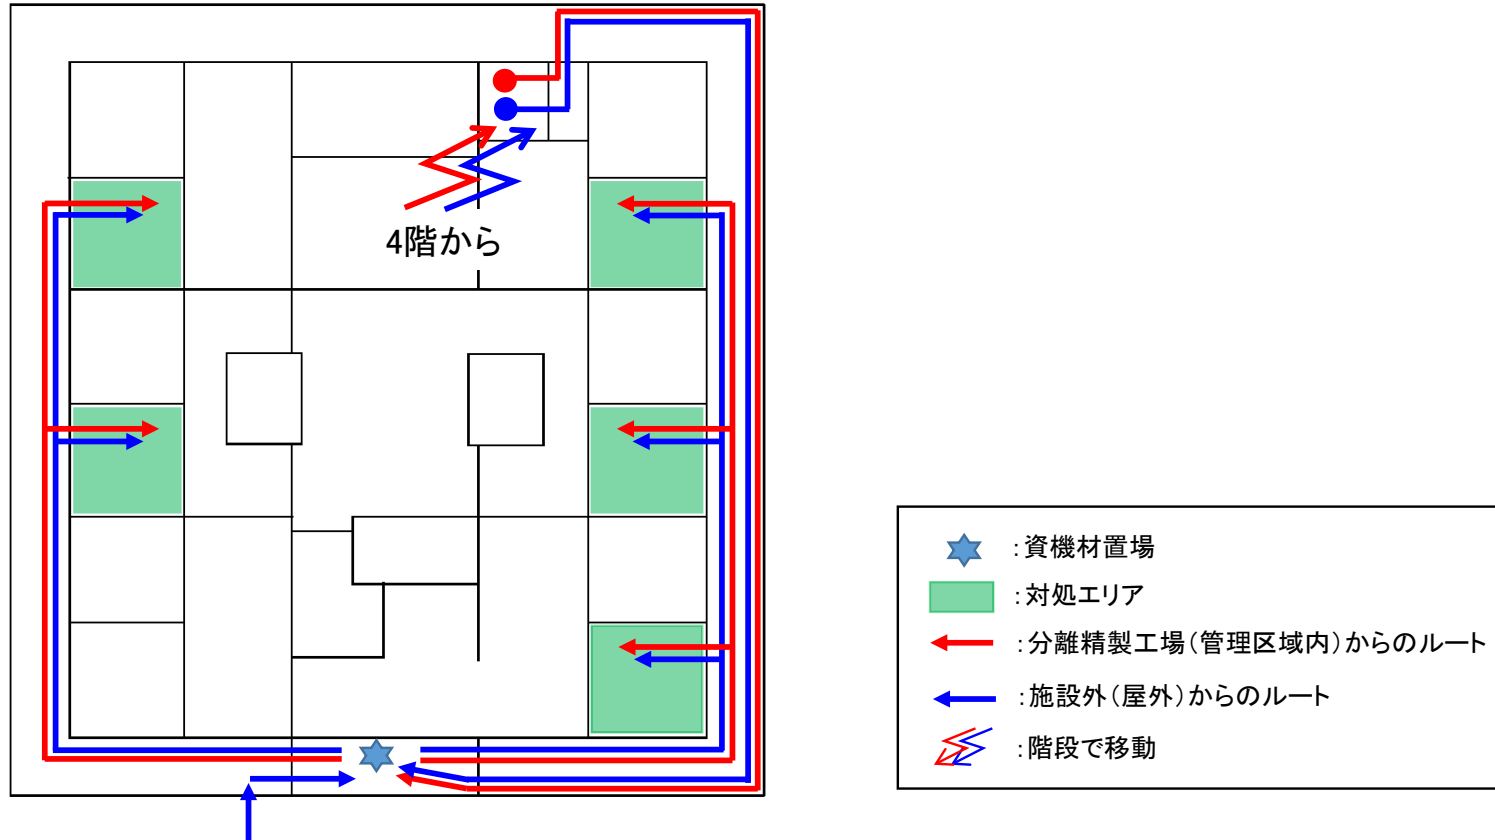 4階から
：資機材置場
：対処エリア
：分離精製工場（管理区域内）からのルート
：施設外（屋外）からのルート
：階段で移動